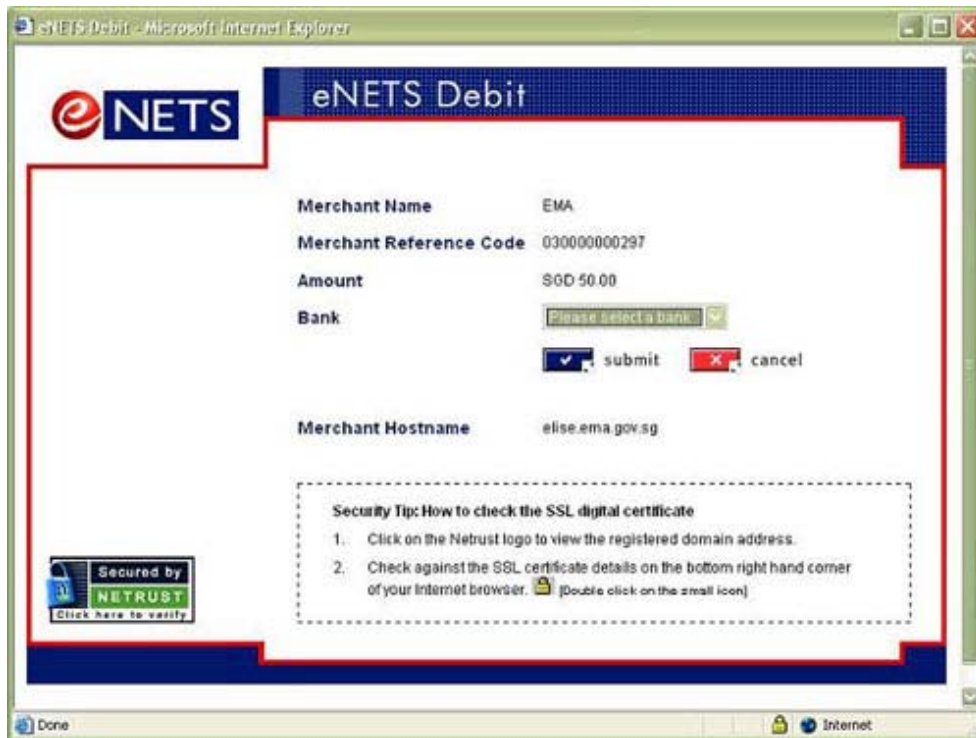 eNETS Debit - Microsoft Internet Explorer
eNETS
eNETS Debit
Merchant Name EMA
Merchant Reference Code 030000000297
Amount SGD 50.00
Bank Please select a bank
submit cancel
Merchant Hostname elise.ema.gov.sg
Security Tip: How to check the SSL digital certificate
1. Click on the Netrust logo to view the registered domain address.
2. Check against the SSL certificate details on the bottom right hand corner
of your Internet browser. [Double click on the small icon]
Secured by
NETRUST
Click here to verify
Done Internet